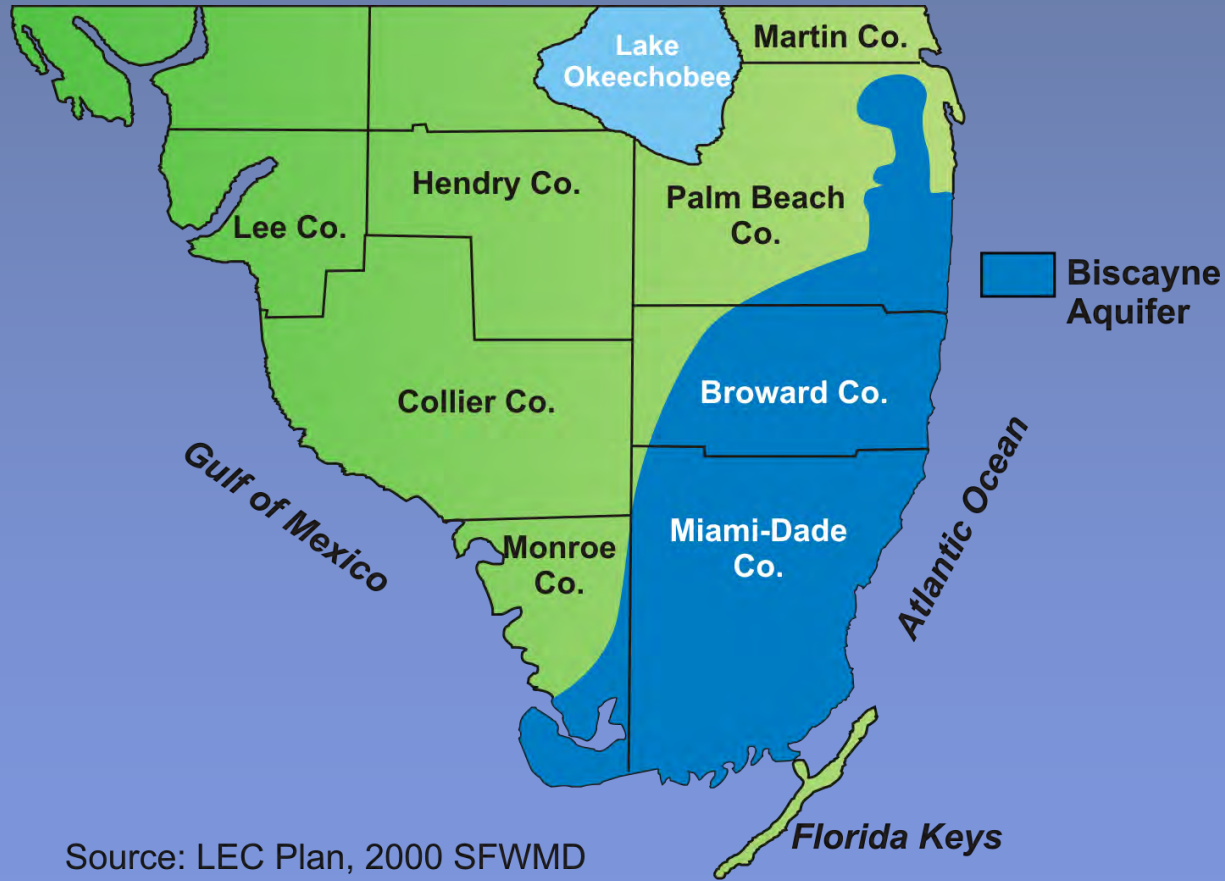 Lake
Okeechobee
Martin Co.
Hendry Co.
Palm Beach
Co.
Lee Co.
Biscayne
Aquifer
Collier Co.
Broward Co.
Gulf of Mexico
Atlantic Ocean
Monroe
Co.
Miami-Dade
Co.
Florida Keys
Source: LEC Plan, 2000 SFWMD